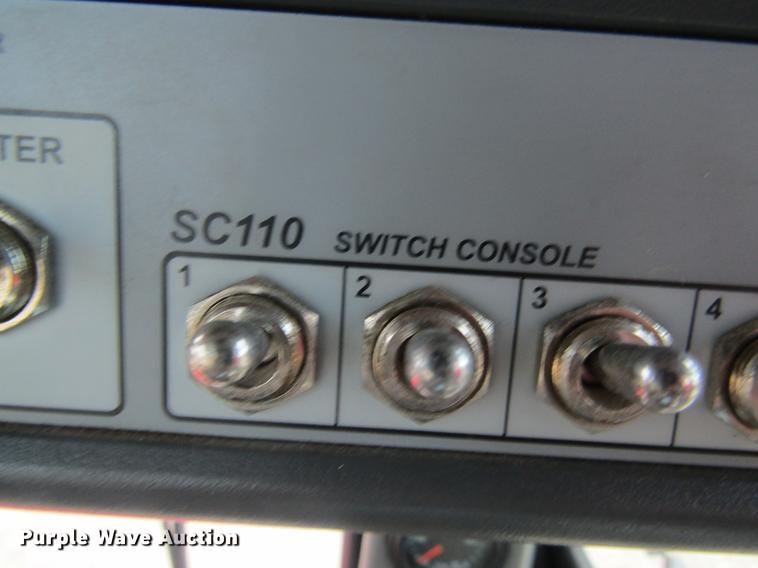 TER
SC110 SWITCH CONSOLE
1 2 3 4
Purple Wave Auction